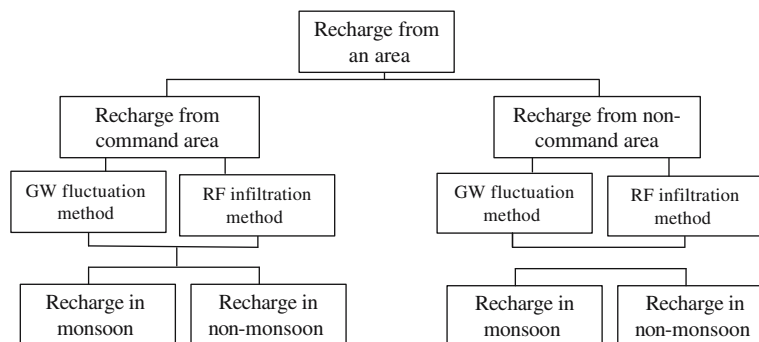 Recharge from
an area
Recharge from
command area
Recharge from non-
command area
GW fluctuation
method
RF infiltration
method
GW fluctuation
method
RF infiltration
method
Recharge in
monsoon
Recharge in
non-monsoon
Recharge in
monsoon
Recharge in
non-monsoon